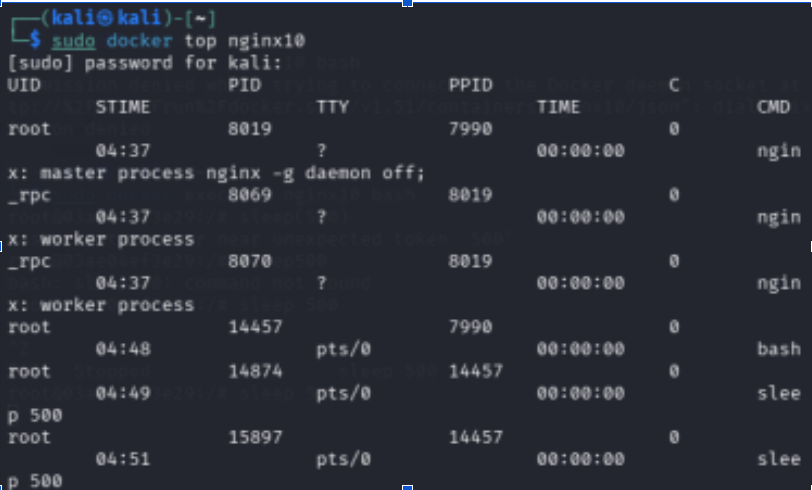 (kali㉿kali)-[~]
$ sudo docker top nginx10
[sudo] password for kali:
UID PID PPID C
STIME TTY TIME CMD
root 8019 7990 0
04:37 ? 00:00:00 ngin
x: master process nginx -g daemon off;
_rpc 8069 8019 0
04:37 ? 00:00:00 ngin
x: worker process
_rpc 8070 8019 0
04:37 ? 00:00:00 ngin
x: worker process
root 14457 7990 0
04:48 pts/0 00:00:00 bash
root 14874 14457 0
04:49 pts/0 00:00:00 slee
p 500
root 15897 14457 0
04:51 pts/0 00:00:00 slee
p 500